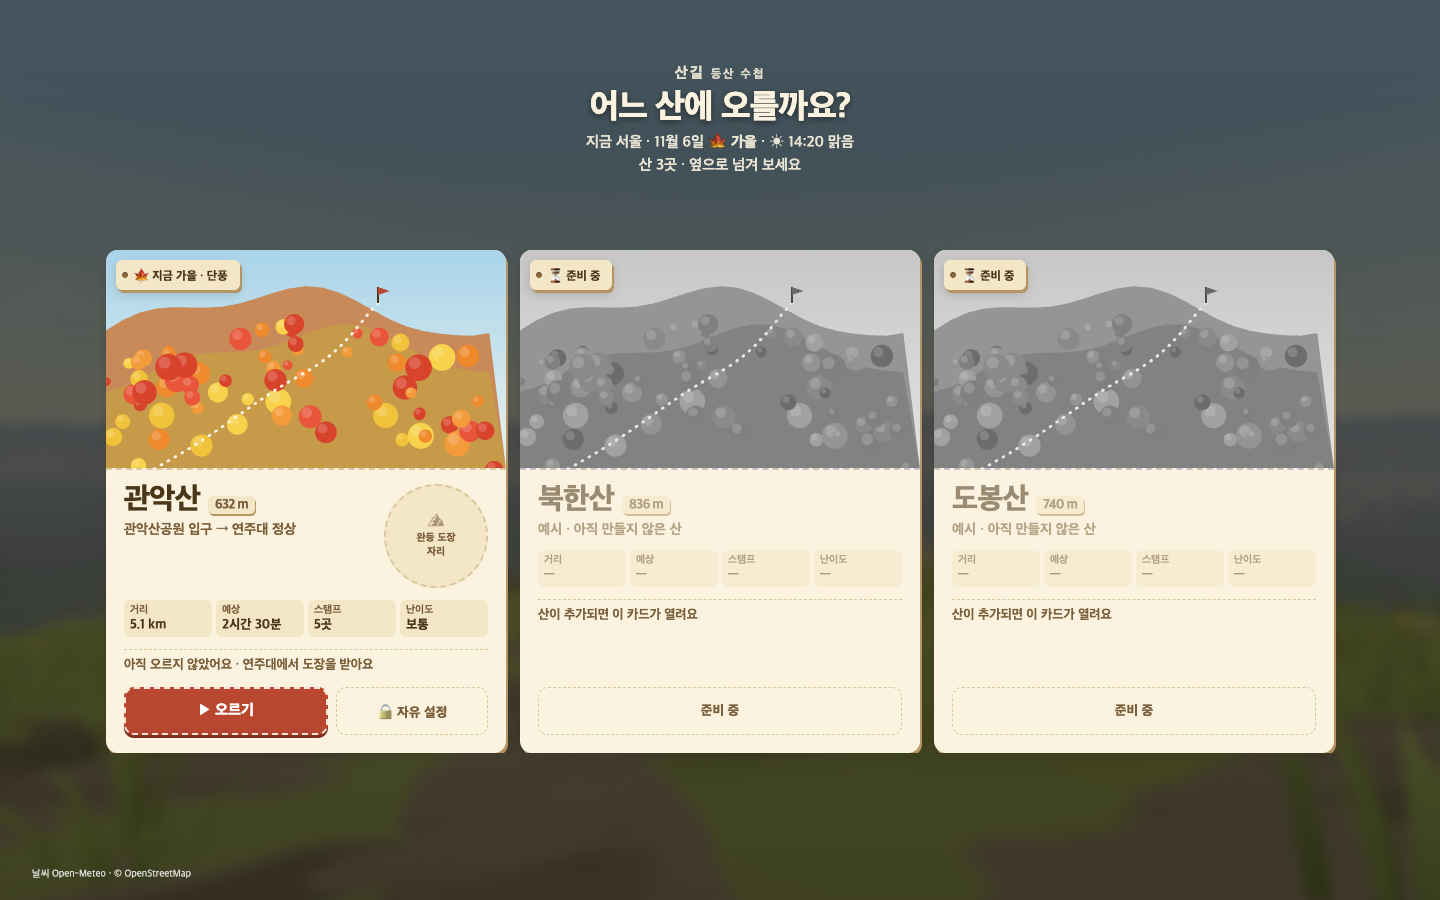 산길 등산 수첩
어느 산에 오를까요?
지금 서울 · 11월 6일 🍁 가을 · ☀ 14:20 맑음
산 3곳 · 옆으로 넘겨 보세요
🍁 지금 가을 · 단풍
관악산 632 m
관악산공원 입구 → 연주대 정상
완등 도장
자리
거리 예상 스탬프 난이도
5.1 km 2시간 30분 5곳 보통
아직 오르지 않았어요 · 연주대에서 도장을 받아요
▶ 오르기
🔒 자유 설정
⏳ 준비 중
북한산 836 m
예시 · 아직 만들지 않은 산
거리 예상 스탬프 난이도
— — — —
산이 추가되면 이 카드가 열려요
준비 중
⏳ 준비 중
도봉산 740 m
예시 · 아직 만들지 않은 산
거리 예상 스탬프 난이도
— — — —
산이 추가되면 이 카드가 열려요
준비 중
날씨 Open-Meteo · © OpenStreetMap